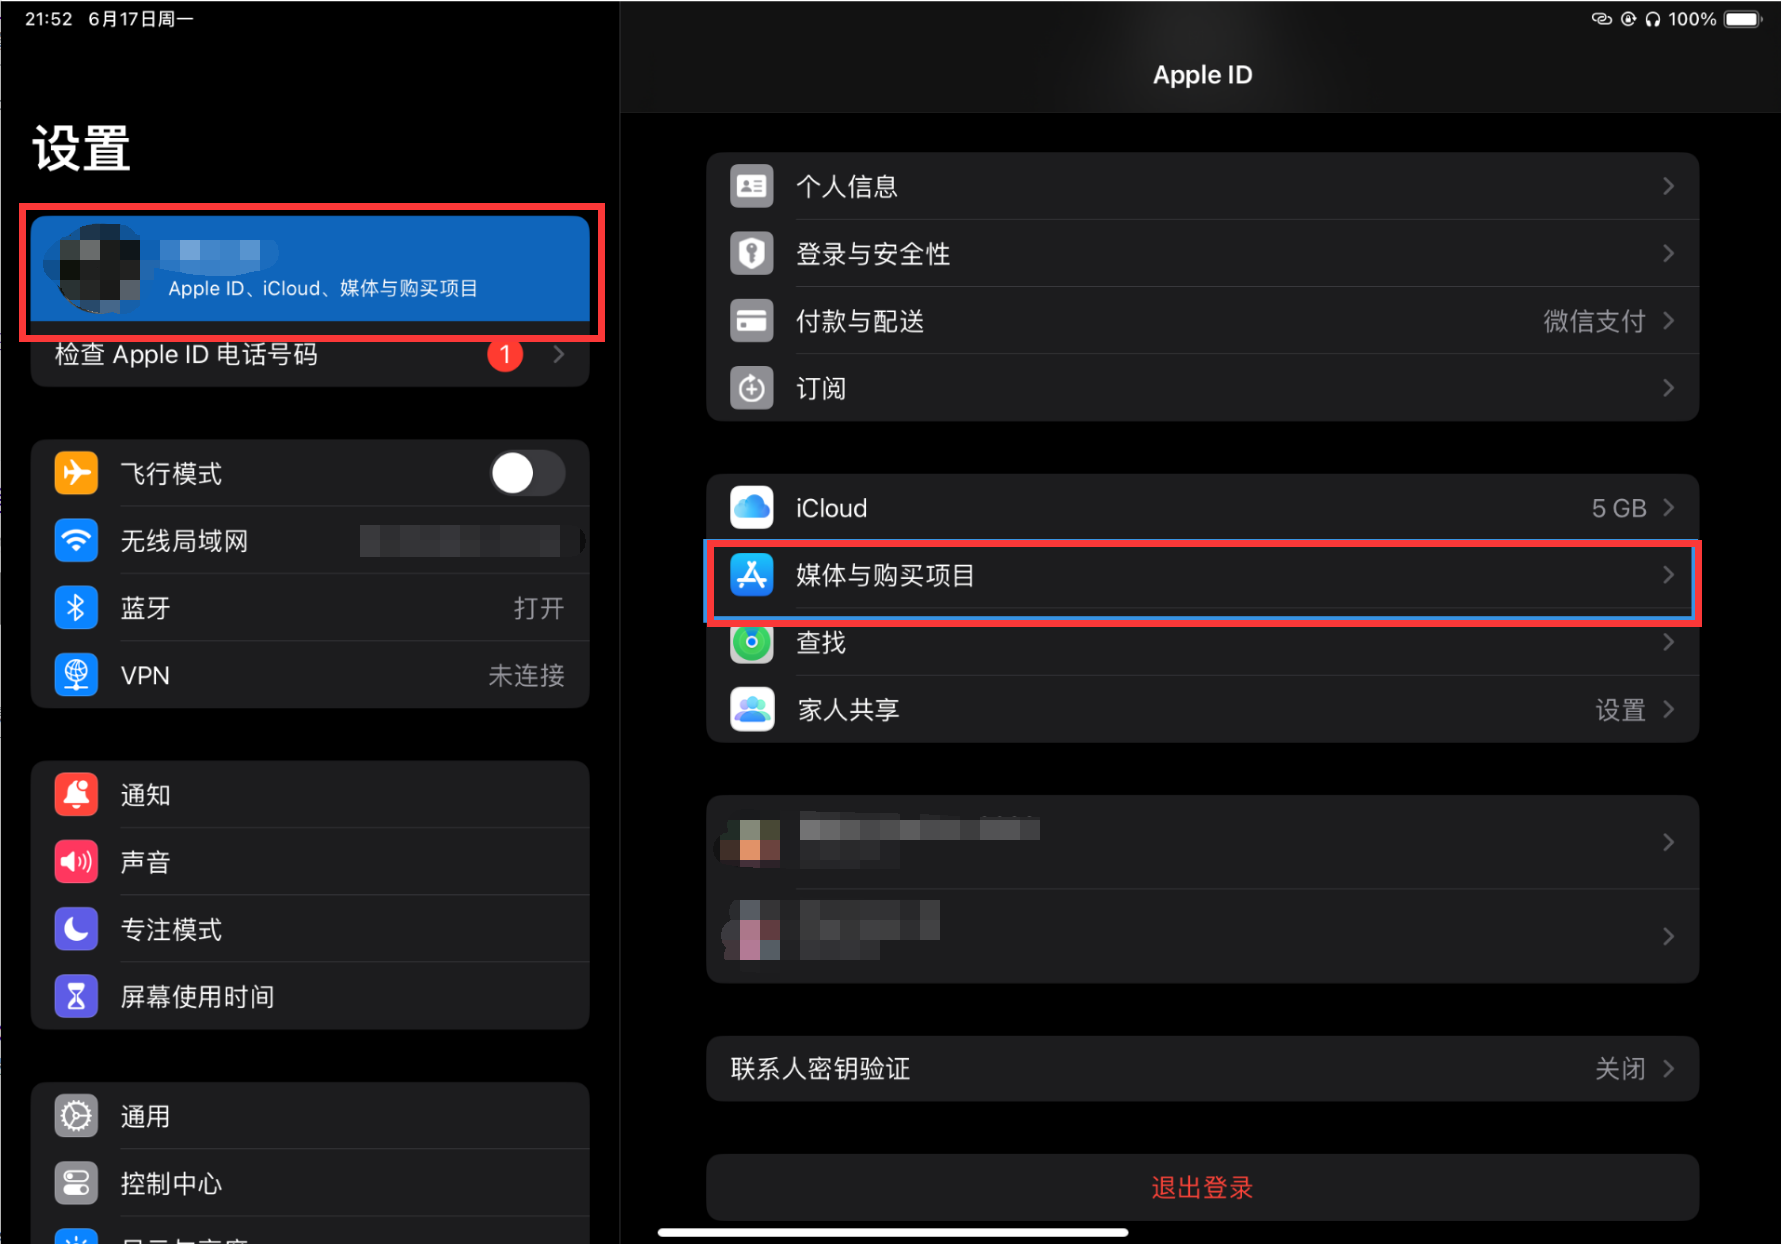 21:52 6月17日周一
100%
设置
Apple ID、iCloud、媒体与购买项目
检查 Apple ID 电话号码
1
飞行模式
无线局域网
蓝牙
打开
VPN
未连接
通知
声音
专注模式
屏幕使用时间
通用
控制中心
Apple ID
个人信息
登录与安全性
付款与配送
微信支付
订阅
iCloud
5 GB
媒体与购买项目
查找
家人共享
设置
联系人密钥验证
关闭
退出登录